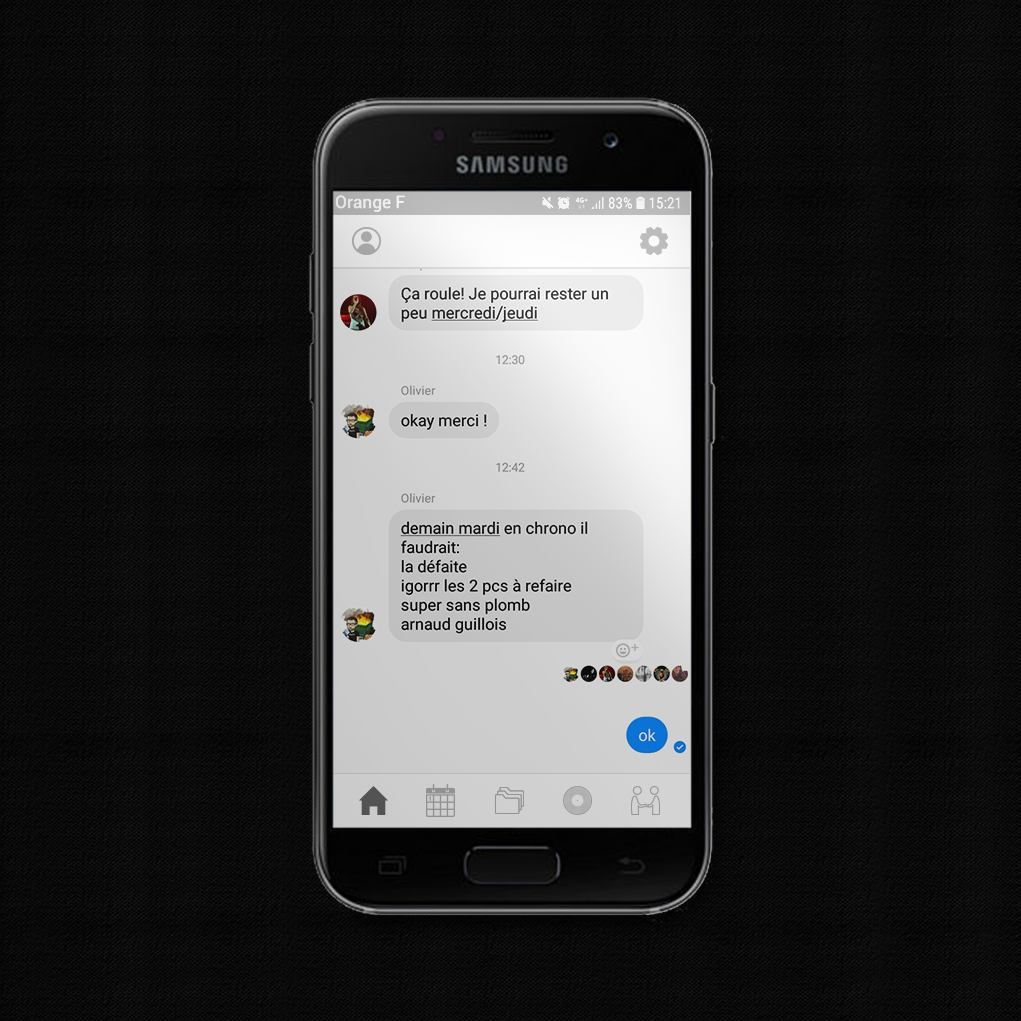 SAMSUNG
Orange F 4G+ 83% 15:21
Ça roule! Je pourrai rester un
peu mercredi/jeudi
12:30
Olivier
okay merci !
12:42
Olivier
demain mardi en chrono il
faudrait:
la défaite
igorrr les 2 pcs à refaire
super sans plomb
arnaud guillois
ok